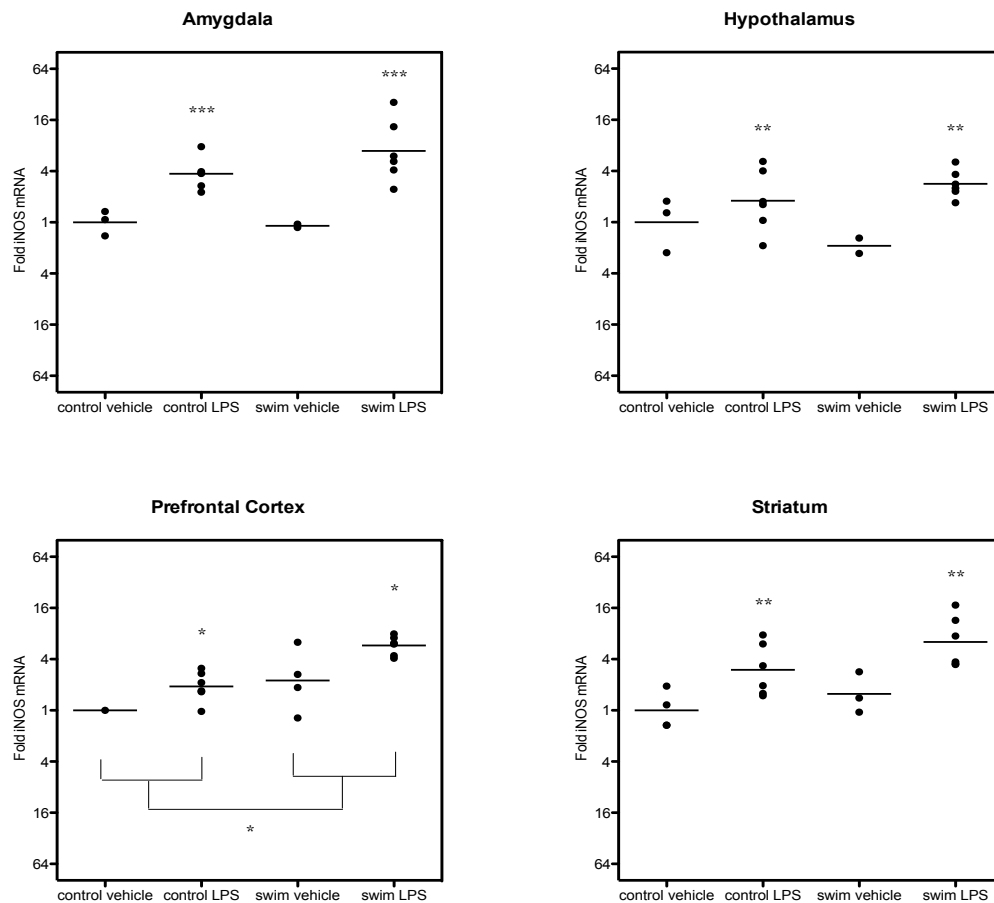 Amygdala
64
16
4
1
4
16
64
Fold iNOS mRNA
***
***
control vehicle
control LPS
swim vehicle
swim LPS
Hypothalamus
64
16
4
1
4
16
64
Fold iNOS mRNA
**
**
control vehicle
control LPS
swim vehicle
swim LPS
Prefrontal Cortex
64
16
4
1
4
16
64
Fold iNOS mRNA
*
*
*
control vehicle
control LPS
swim vehicle
swim LPS
Striatum
64
16
4
1
4
16
64
Fold iNOS mRNA
**
**
control vehicle
control LPS
swim vehicle
swim LPS